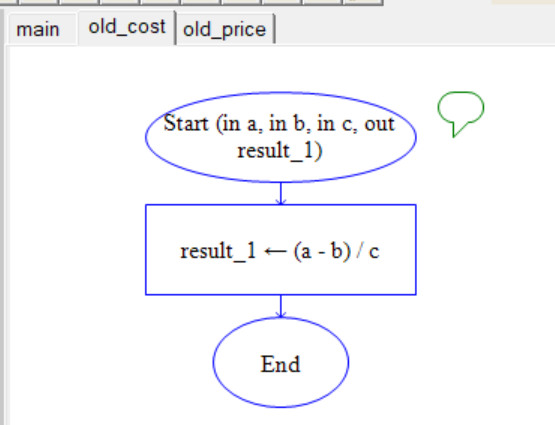 main
old_cost
old_price
Start (in a, in b, in c, out
result_1)
result_1 ← (a - b) / c
End